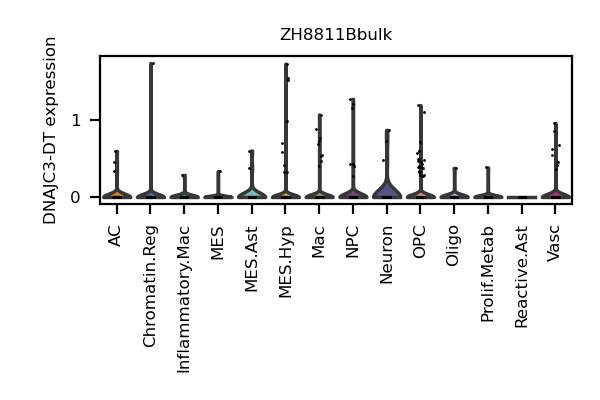 ZH8811Bbulk
DNAJC3-DT expression
1
0
AC
Chromatin.Reg
Inflammatory.Mac
MES
MES.Ast
MES.Hyp
Mac
NPC
Neuron
OPC
Oligo
Prolif.Metab
Reactive.Ast
Vasc